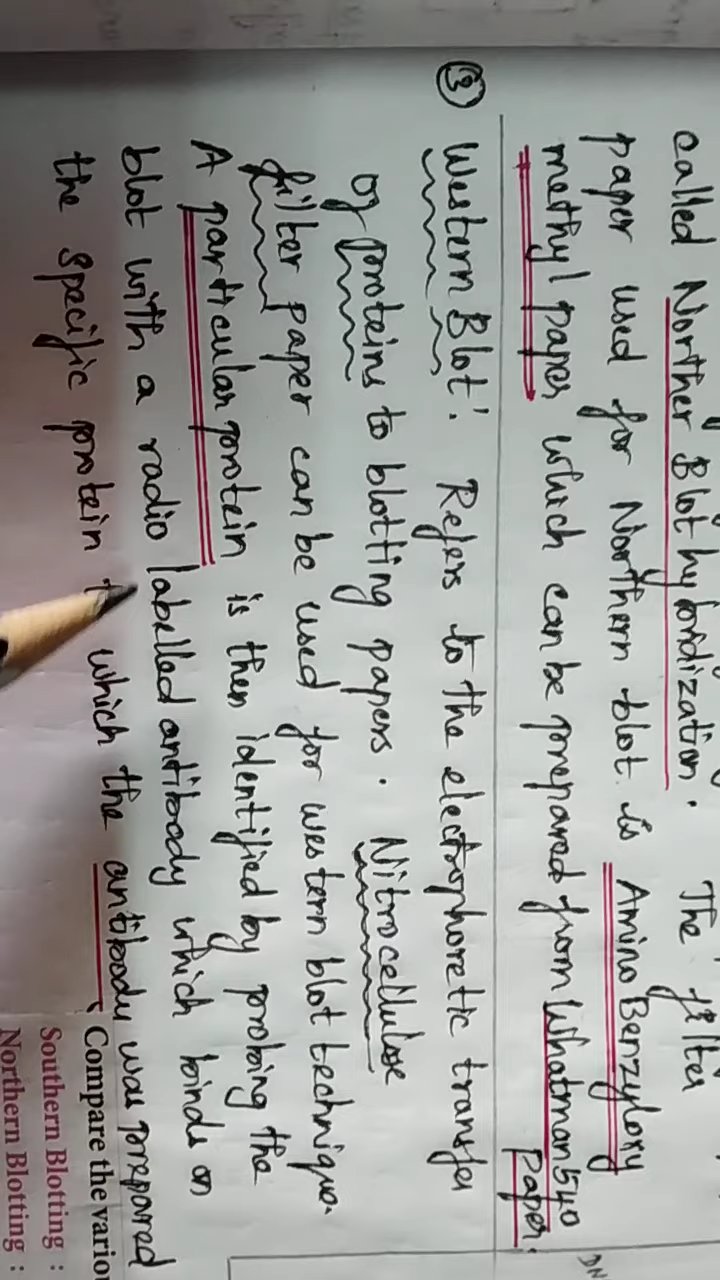 called Norther Blot hybridization. The filter
paper used for Northern blot is Amino Benzyloxy
methyl paper which can be prepared from Whatman 540
paper.
③ Western Blot: Refers to the electrophoretic transfer
of proteins to blotting papers. Nitrocellulose
filter paper can be used for western blot technique.
A particular protein is then identified by probing the
blot with a radio labelled antibody which binds on
the specific protein which the antibody was prepared
Compare the vario
Southern Blotting :
Northern Blotting :
DN